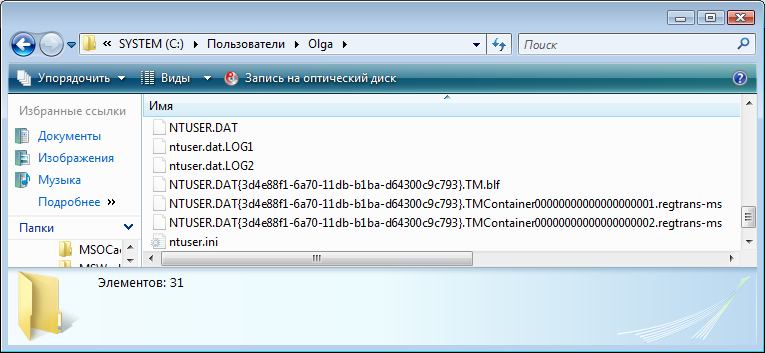 SYSTEM (C:) Пользователи Olga Поиск
Упорядочить Виды Запись на оптический диск
Избранные ссылки
Документы
Изображения
Музыка
Подробнее
Папки
MSOCa
Имя
NTUSER.DAT
ntuser.dat.LOG1
ntuser.dat.LOG2
NTUSER.DAT{3d4e88f1-6a70-11db-b1ba-d64300c9c793}.TM.blf
NTUSER.DAT{3d4e88f1-6a70-11db-b1ba-d64300c9c793}.TMContainer00000000000000000001.regtrans-ms
NTUSER.DAT{3d4e88f1-6a70-11db-b1ba-d64300c9c793}.TMContainer00000000000000000002.regtrans-ms
ntuser.ini
Элементов: 31